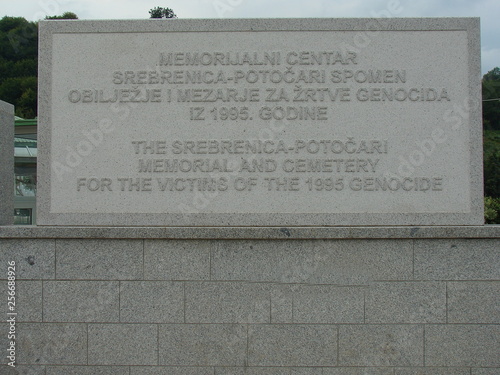 MEMORIJALNI CENTAR
SREBRENICA-POTOČARI SPOMEN
OBILJEŽJE I MEZARJE ZA ŽRTVE GENOCIDA
IZ 1995. GODINE
THE SREBRENICA-POTOČARI
MEMORIAL AND CEMETERY
FOR THE VICTIMS OF THE 1995 GENOCIDE
256688926